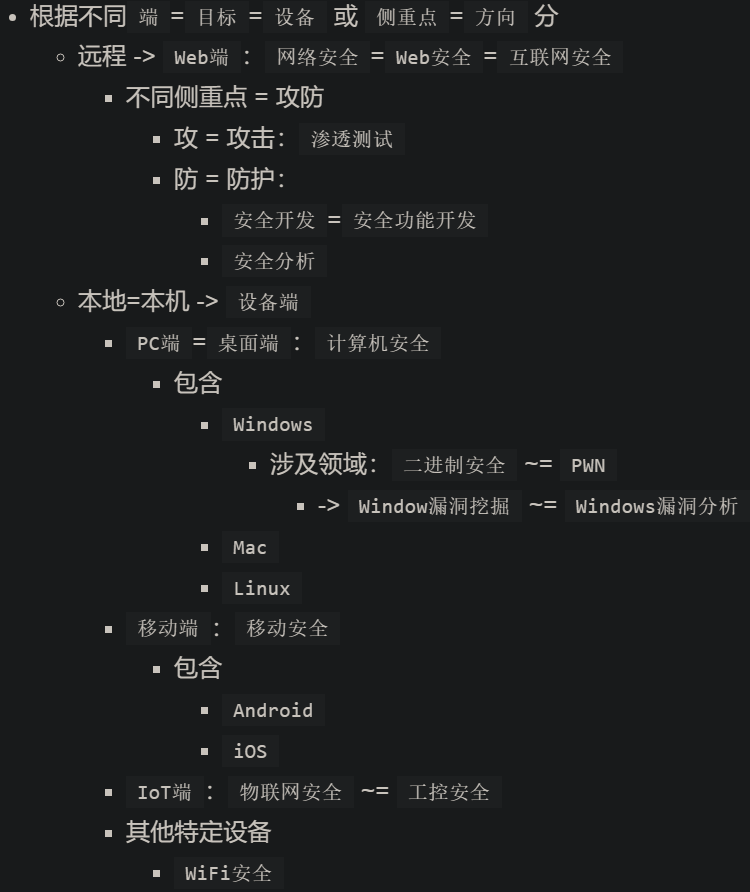 根据不同 端 = 目标 = 设备 或 侧重点 = 方向 分
远程 -> Web端 : 网络安全 = Web安全 = 互联网安全
不同侧重点 = 攻防
攻 = 攻击: 渗透测试
防 = 防护:
安全开发 = 安全功能开发
安全分析
本地=本机 -> 设备端
PC端 = 桌面端 : 计算机安全
包含
Windows
涉及领域: 二进制安全 ~= PWN
-> Window漏洞挖掘 ~= Windows漏洞分析
Mac
Linux
移动端 : 移动安全
包含
Android
iOS
IoT端 : 物联网安全 ~= 工控安全
其他特定设备
WiFi安全